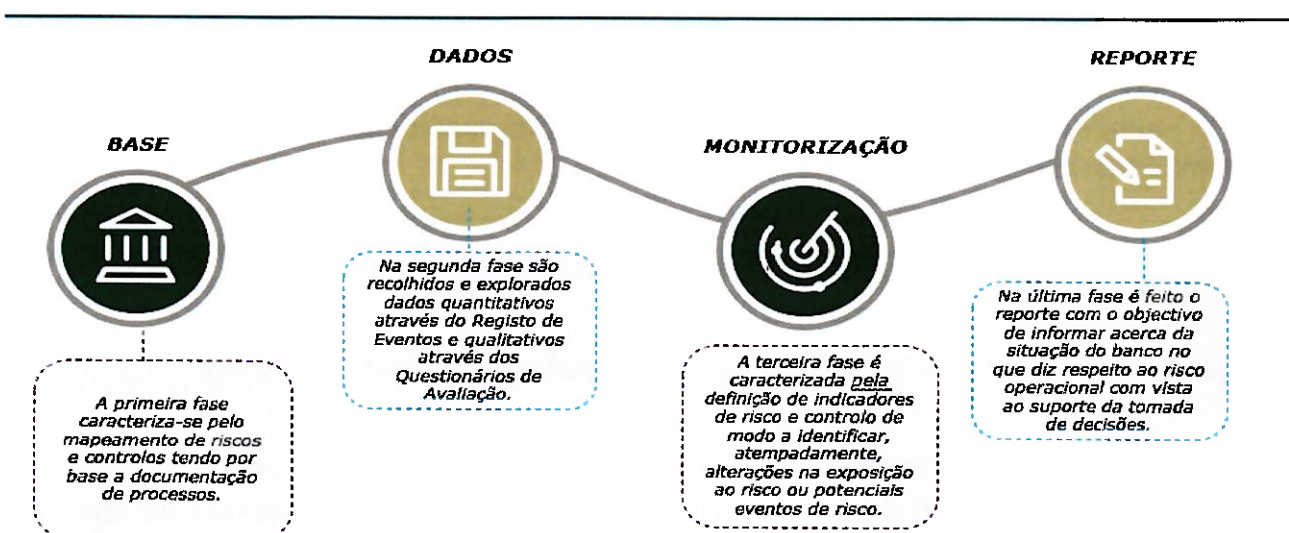 BASE
A primeira fase
caracteriza-se pelo
mapeamento de riscos
e controlos tendo por
base a documentação
de processos.
DADOS
Na segunda fase são
recolhidos e explorados
dados quantitativos
através do Registo de
Eventos e qualitativos
através dos
Questionários de
Avaliação.
MONITORIZAÇÃO
A terceira fase é
caracterizada pela
definição de indicadores
de risco e controlo de
modo a identificar,
atempadamente,
alterações na exposição
ao risco ou potenciais
eventos de risco.
REPORTE
Na última fase é feito o
reporte com o objectivo
de informar acerca da
situação do banco no
que diz respeito ao risco
operacional com vista
ao suporte da tomada
de decisões.